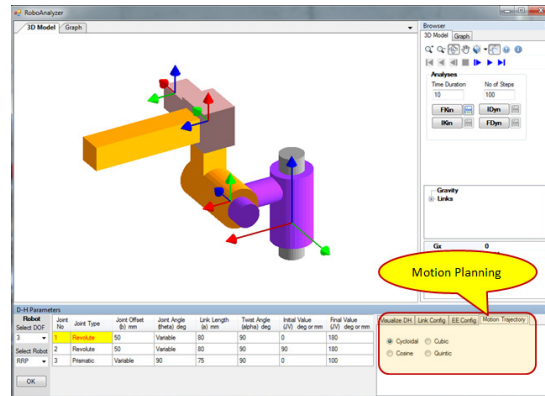 RoboAnalyzer
3D Model Graph
Browser
3D Model Graph
Analyses
Time Duration No of Steps
10 100
FKin IDyn
IKin FDyn
Gravity
Links
Gx 0
Motion Planning
D-H Parameters
Robot
Select DOF
3
Select Robot
RRP
OK
Joint No Joint Type Joint Offset (b) mm Joint Angle (theta) deg Link Length (a) mm Twist Angle (alpha) deg Initial Value (JV) deg or mm Final Value (JV) deg or mm
1 Revolute 50 Variable 80 90 0 180
2 Revolute 50 Variable 80 90 90 180
3 Prismatic Variable 90 75 90 0 100
Visualize DH Link Config EE Config Motion Trajectory
Cycloidal Cubic
Cosine Quintic